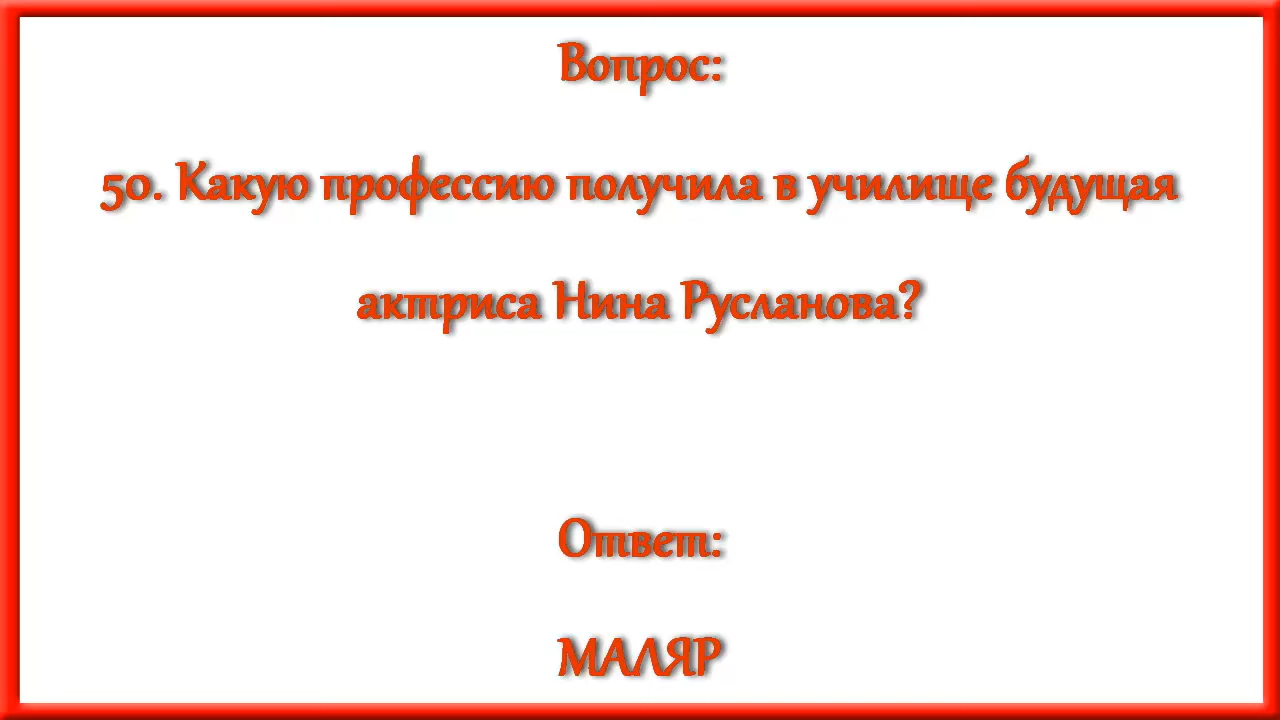 Вопрос:
50. Какую профессию получила в училище будущая
актриса Нина Русланова?
Ответ:
МАЛЯР